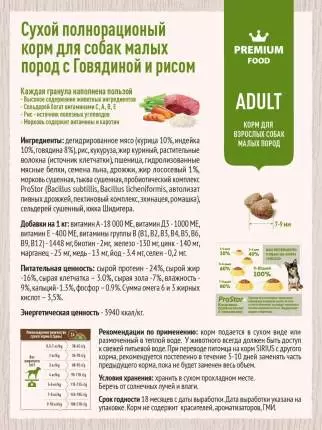 Сухой полнорационный
корм для собак малых
пород с Говядиной и рисом
PREMIUM
FOOD
ADULT
КОРМ ДЛЯ
ВЗРОСЛЫХ СОБАК
МАЛЫХ ПОРОД
Каждая гранула наполнена пользой
- Высокое содержание животных ингредиентов
- Сельдерей богат витаминами С, А, В, Е
- Рис - источник полезных углеводов
- Морковь содержит витамины и каротин
Ингредиенты: дегидрированное мясо (курица 10%, индейка
10%, говядина 8%), рис, кукуруза, жир куриный, растительные
волокна (источник клетчатки), пшеница, гидролизованные
мясные белки, семена льна, дрожжи, жир лососевый 1%,
морковь сушеная, тыква сушеная, пробиотический комплекс
ProStor (Bacillus subtillis, Bacillus licheniformis, автолизат
пивных дрожжей, пектиновый комплекс, эхинацея, ромашка),
сельдерей сушеный, юкка Шидигера.
7-9 мм
Добавки на 1 кг: витамин А -18 000 МЕ, витамин Д3 - 1000 МЕ,
витамин Е - 400 МЕ, витамины группы В (В1, В2, В3, В4, В5, В6,
В9, В12) - 1448 мг, биотин - 2мг, железо -130 мг, цинк - 140 мг,
марганец - 25 мг, медь - 13 мг, йод - 3.4 мг, селен - 0,2 мг.
Питательная ценность: сырой протеин - 24%, сырой жир
-16%, сырая клетчатка – 3.0%, сырая зола -7%, влажность
- 9%, кальций -1.3%, фосфор – 0.9%. Сумма омега 6 и 3 жирных
кислот – 3,5%.
ProStor
Энергетическая ценность - 3940 ккал/кг.
Рекомендации по применению: корм подается в сухом виде или
размоченный в теплой воде. У животного всегда должен быть доступ
к свежей питьевой воде. При переводе питомца на корм SIRIUS с другого
корма, рекомендуется постепенно в течение 5-10 дней заменять часть
предыдущего корма, пока не будет заменен весь объем.
Условия хранения: хранить в сухом прохладном месте.
Беречь от солнечных лучей и влаги.
Срок годности 18 месяцев с даты выработки. Дата выработки указана на
упаковке. Корм не содержит красителей, ароматизаторов, ГМИ.